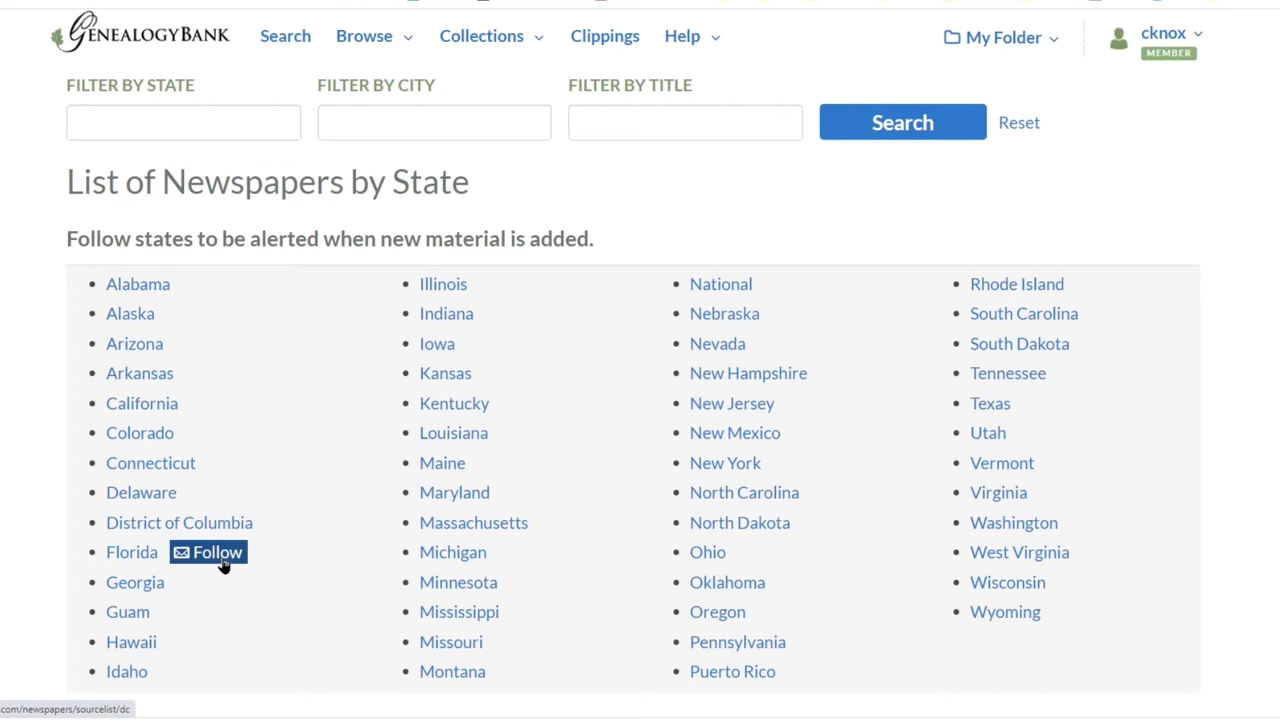 GENEALOGYBANK Search Browse Collections Clippings Help My Folder cknox
MEMBER
FILTER BY STATE FILTER BY CITY FILTER BY TITLE
Search Reset
List of Newspapers by State
Follow states to be alerted when new material is added.
Alabama
Alaska
Arizona
Arkansas
California
Colorado
Connecticut
Delaware
District of Columbia
Florida Follow
Georgia
Guam
Hawaii
Idaho
Illinois
Indiana
Iowa
Kansas
Kentucky
Louisiana
Maine
Maryland
Massachusetts
Michigan
Minnesota
Mississippi
Missouri
Montana
National
Nebraska
Nevada
New Hampshire
New Jersey
New Mexico
New York
North Carolina
North Dakota
Ohio
Oklahoma
Oregon
Pennsylvania
Puerto Rico
Rhode Island
South Carolina
South Dakota
Tennessee
Texas
Utah
Vermont
Virginia
Washington
West Virginia
Wisconsin
Wyoming
.com/newspapers/sourcelist/dc